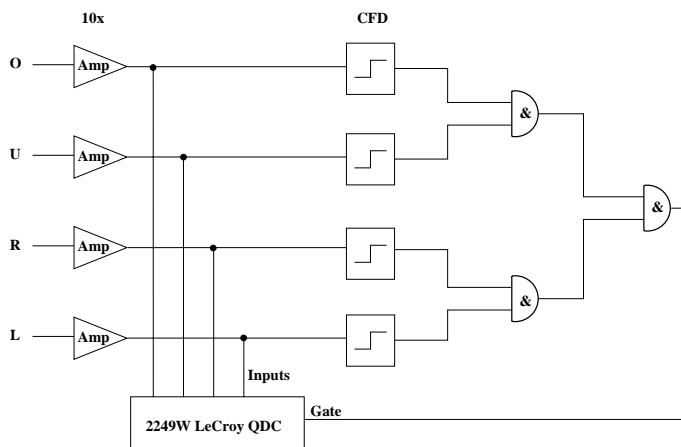 10x CFD
O Amp
&
U Amp
&
R Amp
&
L Amp
Inputs
Gate
2249W LeCroy QDC